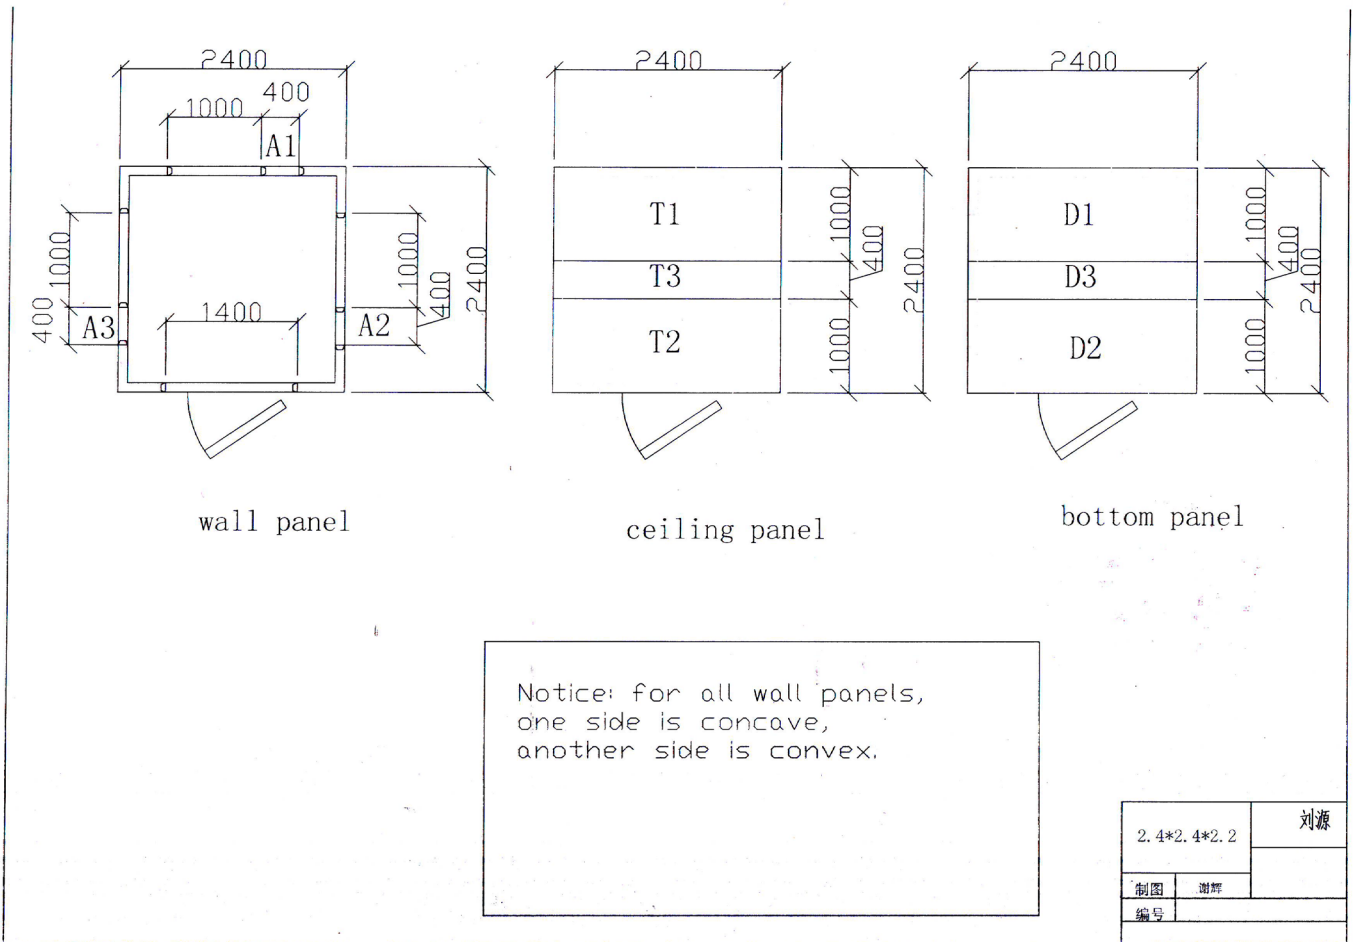 2400
1000
400
A1
1000
400
A3
1400
A2
1000
400
2400
wall panel
2400
T1
T3
T2
1000
400
1000
2400
ceiling panel
2400
D1
D3
D2
1000
400
1000
2400
bottom panel
Notice: for all wall panels,
one side is concave,
another side is convex.
2.4*2.4*2.2
刘源
制图
谢辉
编号